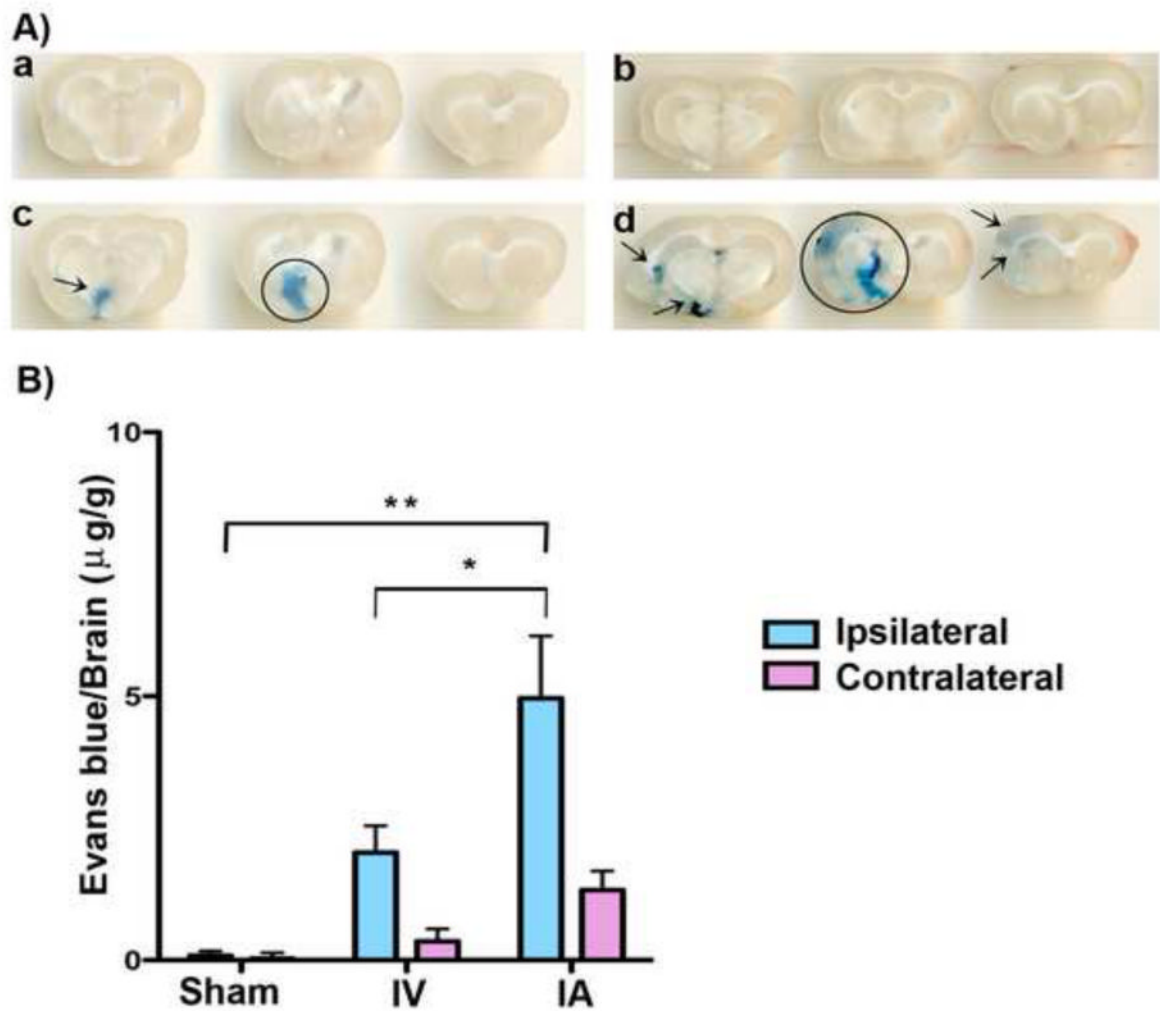 A)
a
b
c
d
B)
10
**
*
5
0
Evans blue/Brain (μg/g)
Ipsilateral
Contralateral
Sham IV IA